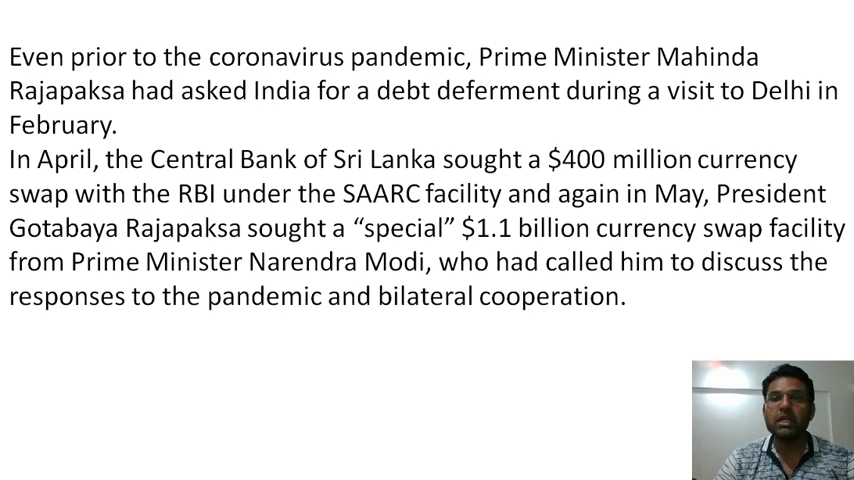 Even prior to the coronavirus pandemic, Prime Minister Mahinda
Rajapaksa had asked India for a debt deferment during a visit to Delhi in
February.
In April, the Central Bank of Sri Lanka sought a $400 million currency
swap with the RBI under the SAARC facility and again in May, President
Gotabaya Rajapaksa sought a “special” $1.1 billion currency swap facility
from Prime Minister Narendra Modi, who had called him to discuss the
responses to the pandemic and bilateral cooperation.